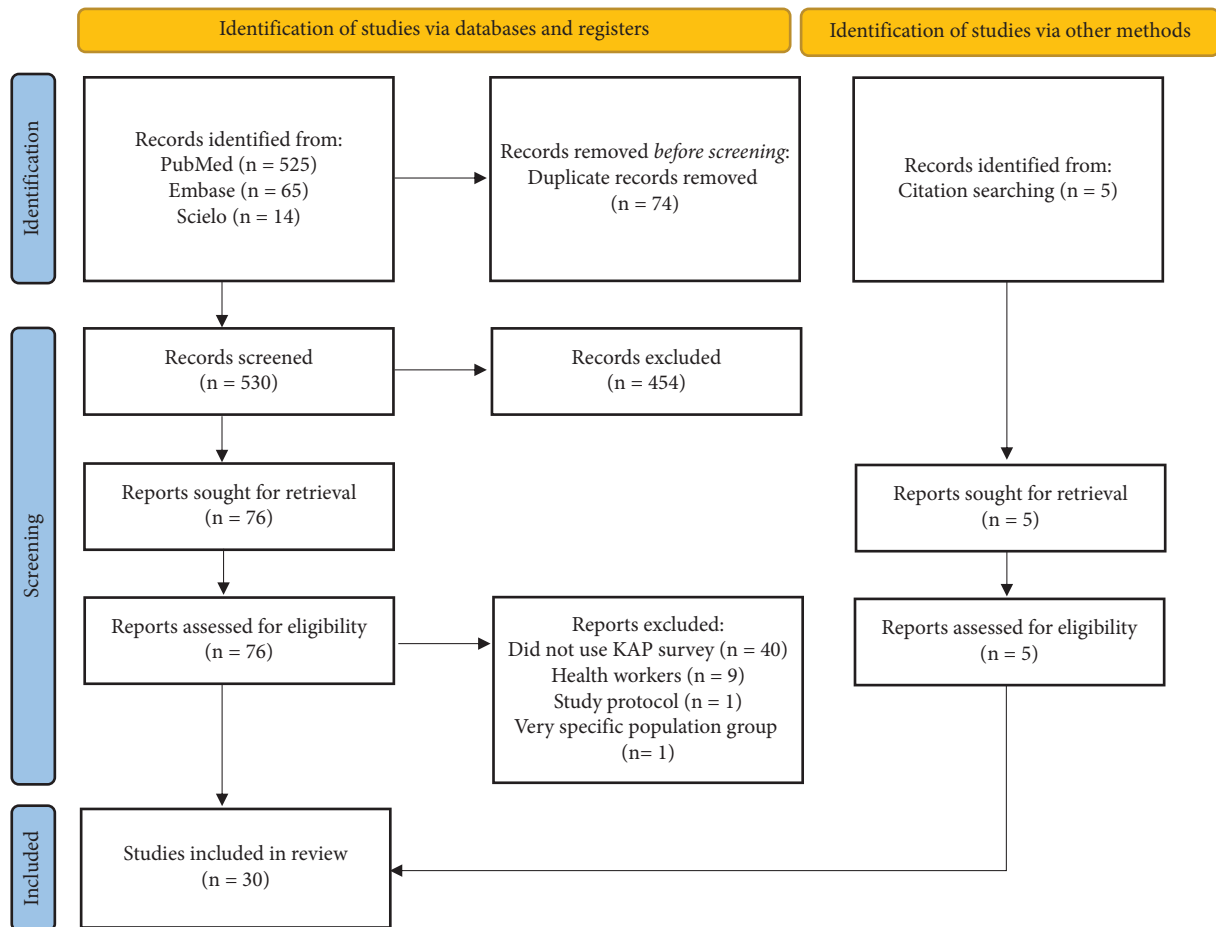 Identification of studies via databases and registers
Identification of studies via other methods
Identification
Records identified from:
PubMed (n = 525)
Embase (n = 65)
Scielo (n = 14)
Records removed before screening:
Duplicate records removed
(n = 74)
Records identified from:
Citation searching (n = 5)
Screening
Records screened
(n = 530)
Records excluded
(n = 454)
Reports sought for retrieval
(n = 76)
Reports sought for retrieval
(n = 5)
Reports assessed for eligibility
(n = 76)
Reports excluded:
Did not use KAP survey (n = 40)
Health workers (n = 9)
Study protocol (n = 1)
Very specific population group
(n= 1)
Reports assessed for eligibility
(n = 5)
Included
Studies included in review
(n = 30)